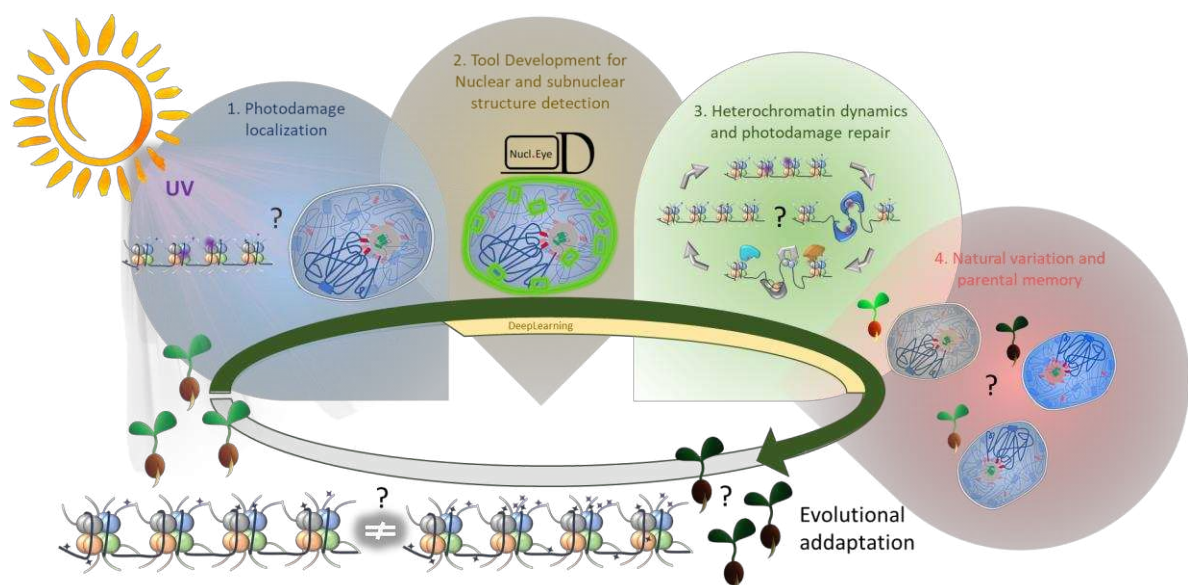 1. Photodamage
localization
UV
?
2. Tool Development for
Nuclear and subnuclear
structure detection
Nucl.Eye D
3. Heterochromatin dynamics
and photodamage repair
?
4. Natural variation and
parental memory
?
DeepLearning
?
≠
?
Evolutional
addaptation